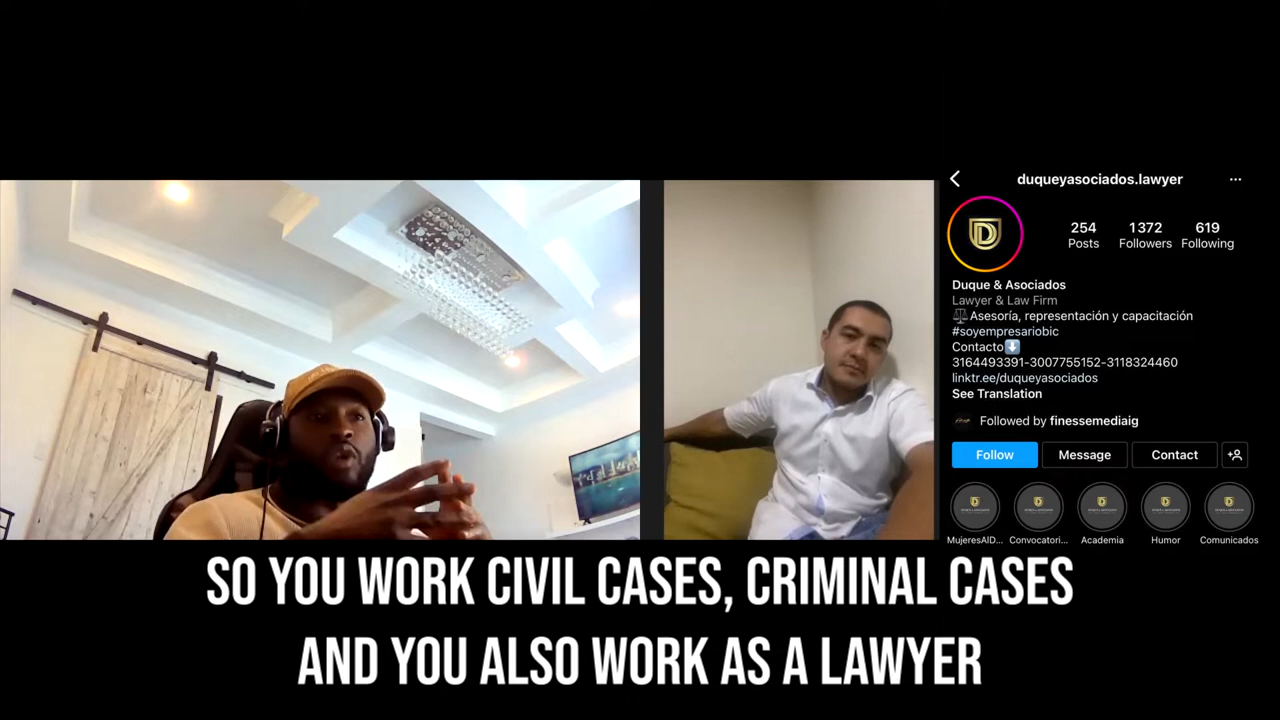 duqueyasociados.lawyer
254
1372
619
Posts
Followers
Following
Duque & Asociados
Lawyer & Law Firm
Asesoría, representación y capacitación
#soyempresariobic
Contacto
3164493391-3007755152-3118324460
linktr.ee/duqueyasociados
See Translation
Followed by finessemediaig
Follow
Message
Contact
MujeresAlD...
Convocatori...
Academia
Humor
Comunicados
SO YOU WORK CIVIL CASES, CRIMINAL CASES
AND YOU ALSO WORK AS A LAWYER